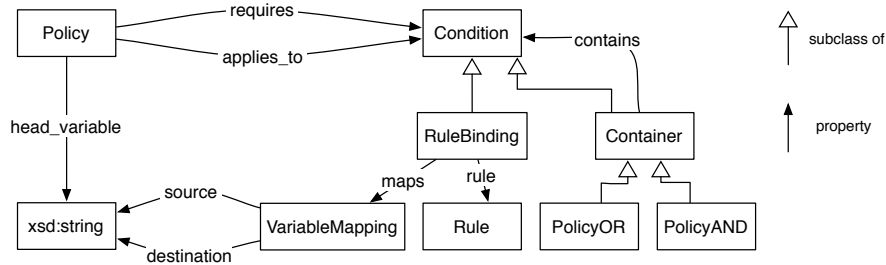 requires
Policy
Condition
applies_to
contains
subclass of
head_variable
RuleBinding
Container
property
maps
rule
source
xsd:string
VariableMapping
Rule
PolicyOR
PolicyAND
destination